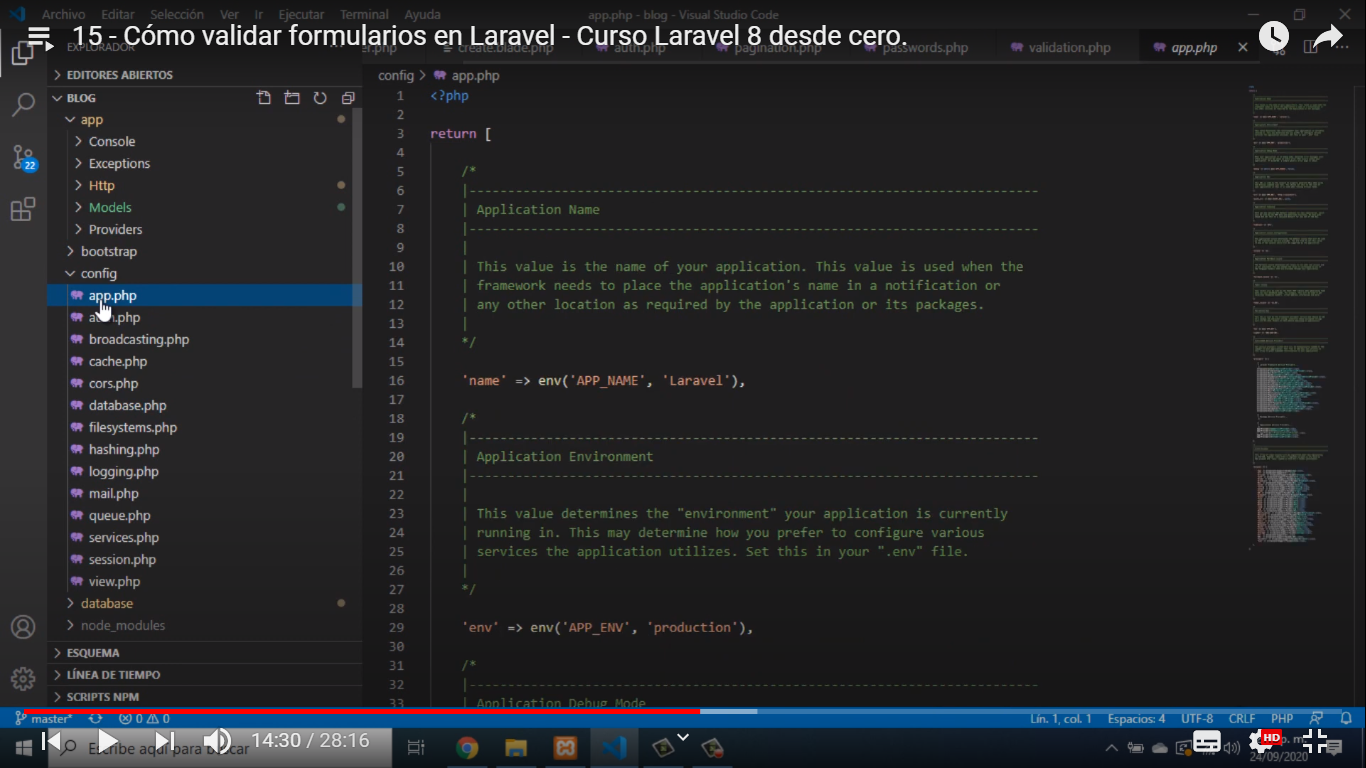 Archivo Editar Selección Ver Ir Ejecutar Terminal Ayuda
app.php - blog - Visual Studio Code
15 - Cómo validar formularios en Laravel - Curso Laravel 8 desde cero.
EXPLORADOR
create.blade.php
auth.php
pagination.php
passwords.php
validation.php
app.php
EDITORES ABIERTOS
BLOG
app
Console
Exceptions
Http
Models
Providers
bootstrap
config
app.php
auth.php
broadcasting.php
cache.php
cors.php
database.php
filesystems.php
hashing.php
logging.php
mail.php
queue.php
services.php
session.php
view.php
database
node_modules
ESQUEMA
LÍNEA DE TIEMPO
SCRIPTS NPM
22
config > app.php
1 <?php
2
3 return [
4
5 /*
6 |--------------------------------------------------------------------------
7 | Application Name
8 |--------------------------------------------------------------------------
9 |
10 | This value is the name of your application. This value is used when the
11 | framework needs to place the application's name in a notification or
12 | any other location as required by the application or its packages.
13 |
14 */
15
16 'name' => env('APP_NAME', 'Laravel'),
17
18 /*
19 |--------------------------------------------------------------------------
20 | Application Environment
21 |--------------------------------------------------------------------------
22 |
23 | This value determines the "environment" your application is currently
24 | running in. This may determine how you prefer to configure various
25 | services the application utilizes. Set this in your ".env" file.
26 |
27 */
28
29 'env' => env('APP_ENV', 'production'),
30
31 /*
32 |--------------------------------------------------------------------------
33 | Application Debug Mode
master* 0 0
Lín. 1, col. 1 Espacios: 4 UTF-8 CRLF PHP
Escribe aquí para buscar
14:30 / 28:16
HD
p. m.
24/09/2020